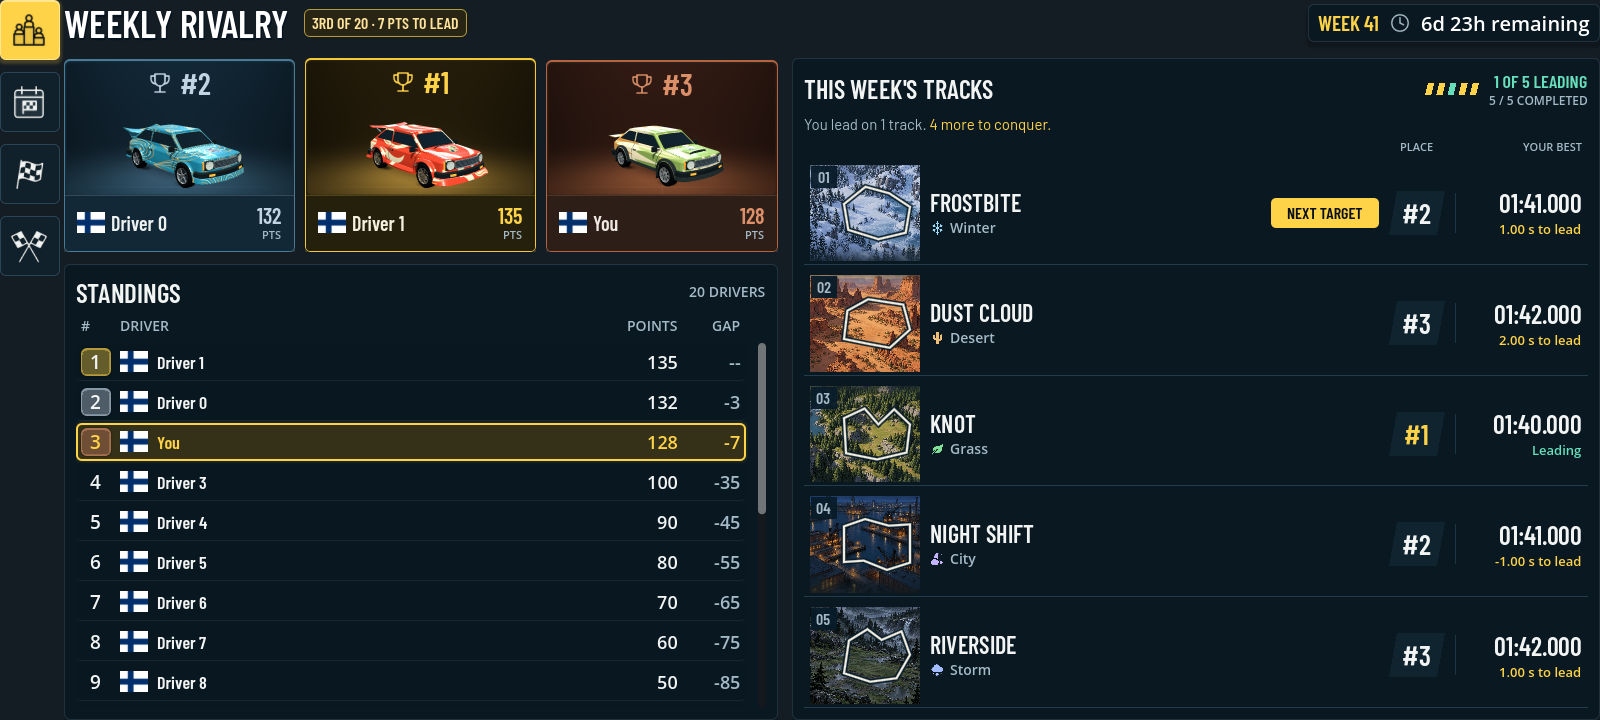 WEEKLY RIVALRY
3RD OF 20 · 7 PTS TO LEAD
WEEK 41 6d 23h remaining
#2
Driver 0
132
PTS
#1
Driver 1
135
PTS
#3
You
128
PTS
STANDINGS
20 DRIVERS
# DRIVER POINTS GAP
1 Driver 1 135 --
2 Driver 0 132 -3
3 You 128 -7
4 Driver 3 100 -35
5 Driver 4 90 -45
6 Driver 5 80 -55
7 Driver 6 70 -65
8 Driver 7 60 -75
9 Driver 8 50 -85
THIS WEEK'S TRACKS
1 OF 5 LEADING
5 / 5 COMPLETED
You lead on 1 track. 4 more to conquer.
PLACE YOUR BEST
01
FROSTBITE
Winter
NEXT TARGET
#2
01:41.000
1.00 s to lead
02
DUST CLOUD
Desert
#3
01:42.000
2.00 s to lead
03
KNOT
Grass
#1
01:40.000
Leading
04
NIGHT SHIFT
City
#2
01:41.000
-1.00 s to lead
05
RIVERSIDE
Storm
#3
01:42.000
1.00 s to lead